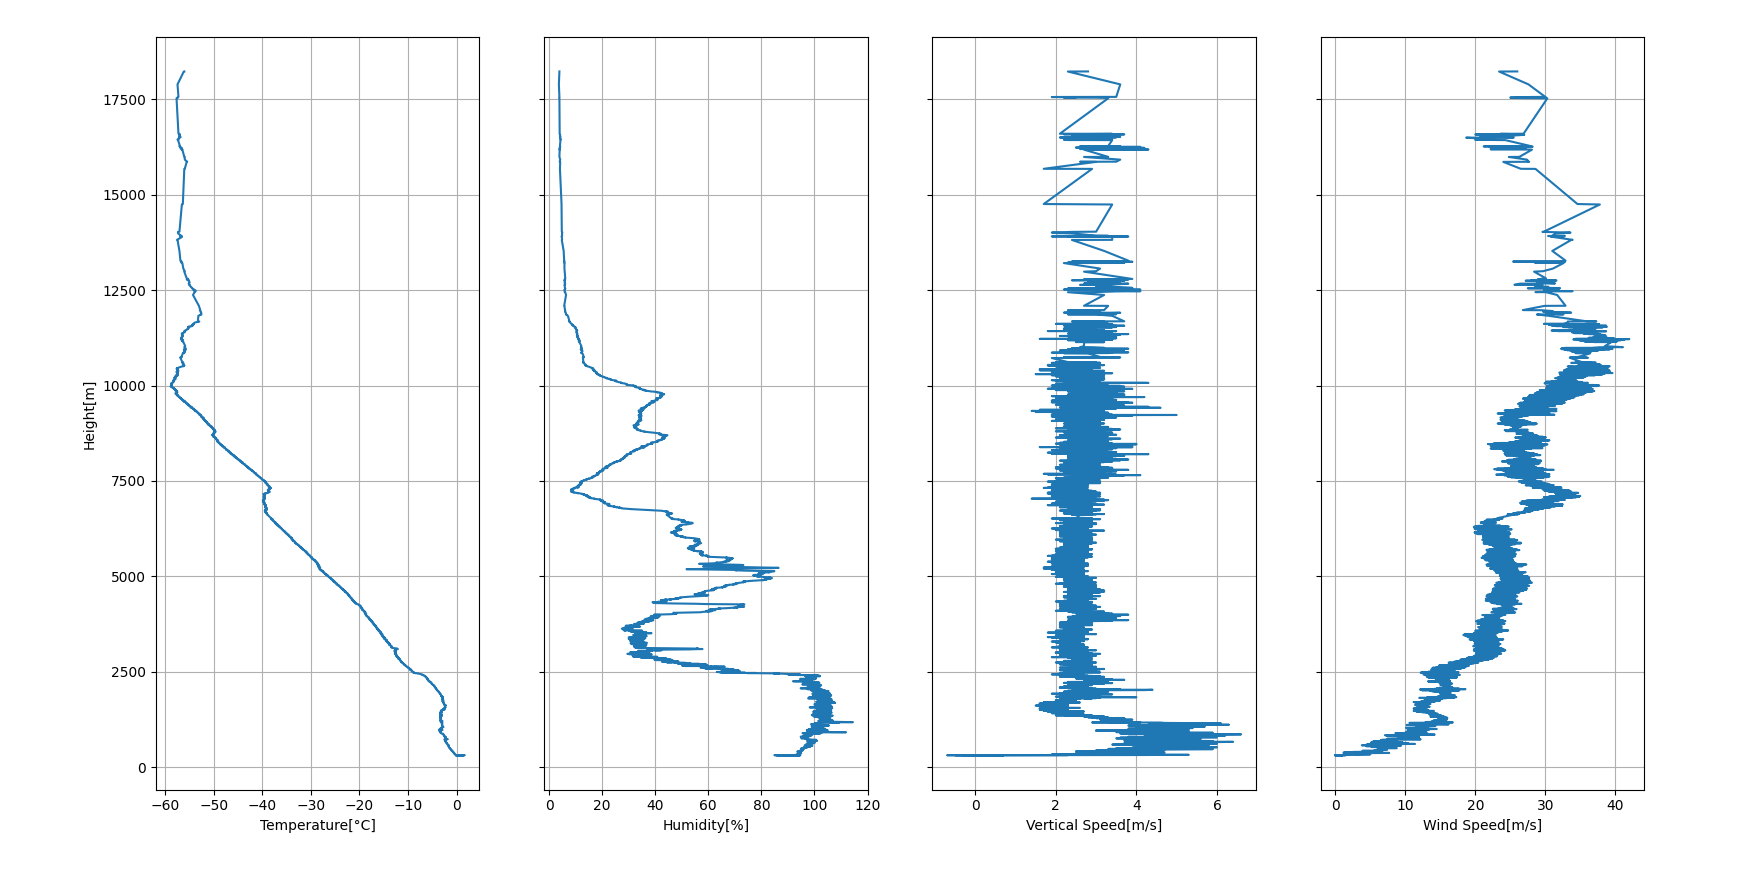 17500
15000
12500
10000
7500
5000
2500
0
Height[m]
−60 −50 −40 −30 −20 −10 0
Temperature[°C]
0 20 40 60 80 100 120
Humidity[%]
0 2 4 6
Vertical Speed[m/s]
0 10 20 30 40
Wind Speed[m/s]